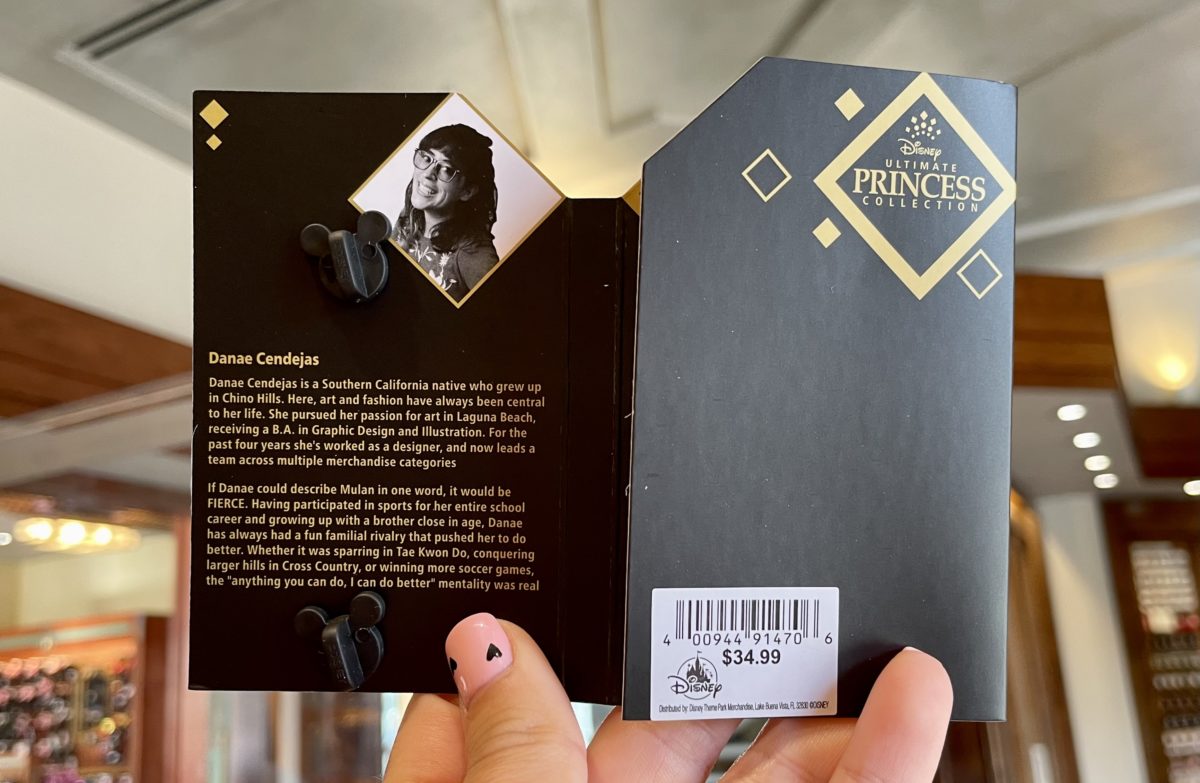 Danae Cendejas
Danae Cendejas is a Southern California native who grew up
in Chino Hills. Here, art and fashion have always been central
to her life. She pursued her passion for art in Laguna Beach,
receiving a B.A. in Graphic Design and Illustration. For the
past four years she's worked as a designer, and now leads a
team across multiple merchandise categories
If Danae could describe Mulan in one word, it would be
FIERCE. Having participated in sports for her entire school
career and growing up with a brother close in age, Danae
has always had a fun familial rivalry that pushed her to do
better. Whether it was sparring in Tae Kwon Do, conquering
larger hills in Cross Country, or winning more soccer games,
the "anything you can do, I can do better" mentality was real
Disney
ULTIMATE
PRINCESS
COLLECTION
4 00944 91470 6
$34.99
Disney
Distributed by: Disney Theme Park Merchandise, Lake Buena Vista, FL 32830 ©DISNEY